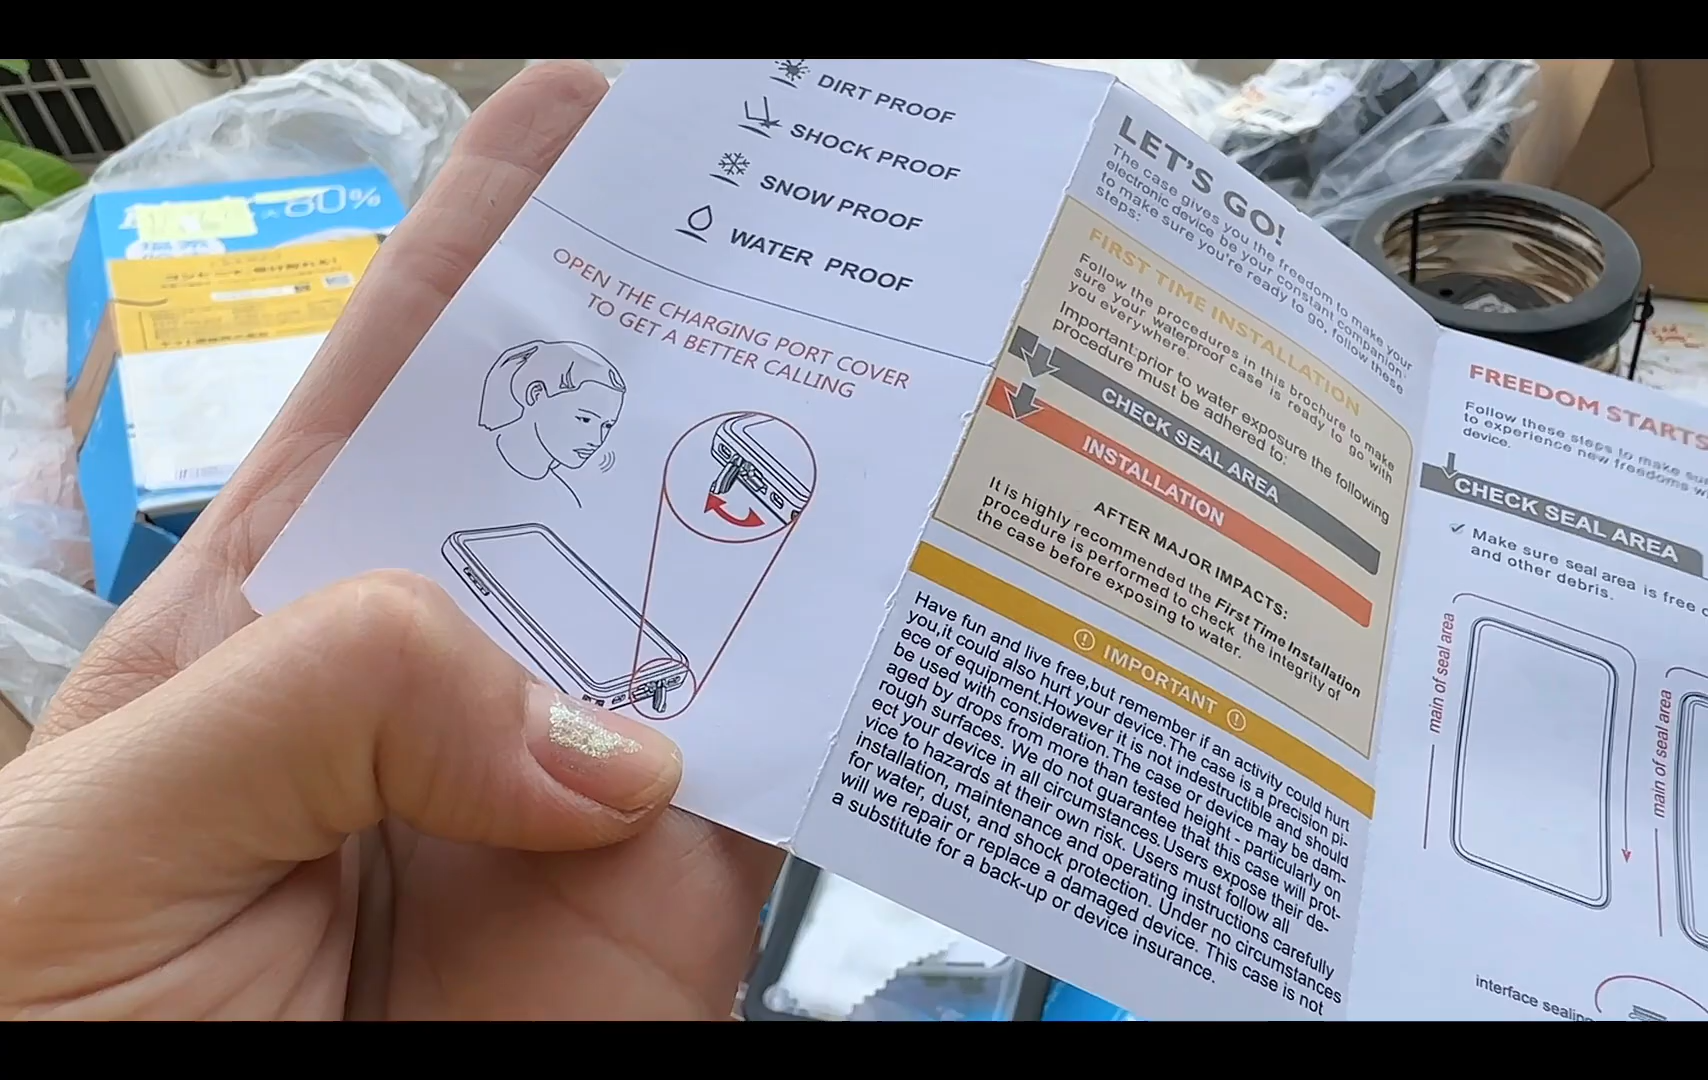 DIRT PROOF
SHOCK PROOF
SNOW PROOF
WATER PROOF
OPEN THE CHARGING PORT COVER
TO GET A BETTER CALLING
LET'S GO!
The case gives you the freedom to make your
electronic device be your constant companion.
to make sure you're ready to go, follow these
steps:
FIRST TIME INSTALLATION
Follow the procedures in this brochure to make
sure your waterproof case is ready to go with
you everywhere.
Important:prior to water exposure the following
procedure must be adhered to:
CHECK SEAL AREA
INSTALLATION
AFTER MAJOR IMPACTS:
It is highly recommended the First Time Installation
procedure is performed to check the integrity of
the case before exposing to water.
IMPORTANT
Have fun and live free,but remember if an activity could hurt
you,it could also hurt your device.The case is a precision pi-
ece of equipment.However it is not indestructible and should
be used with consideration.The case or device may be dam-
aged by drops from more than tested height - particularly on
rough surfaces. We do not guarantee that this case will prot-
ect your device in all circumstances.Users expose their de-
vice to hazards at their own risk. Users must follow all
installation, maintenance and operating instructions carefully
for water, dust, and shock protection. Under no circumstances
will we repair or replace a damaged device. This case is not
a substitute for a back-up or device insurance.
FREEDOM STARTS
Follow these steps to make
to experience new freedoms
device.
CHECK SEAL AREA
Make sure seal area is free
and other debris.
main of seal area
main of seal area
interface sealing
80%